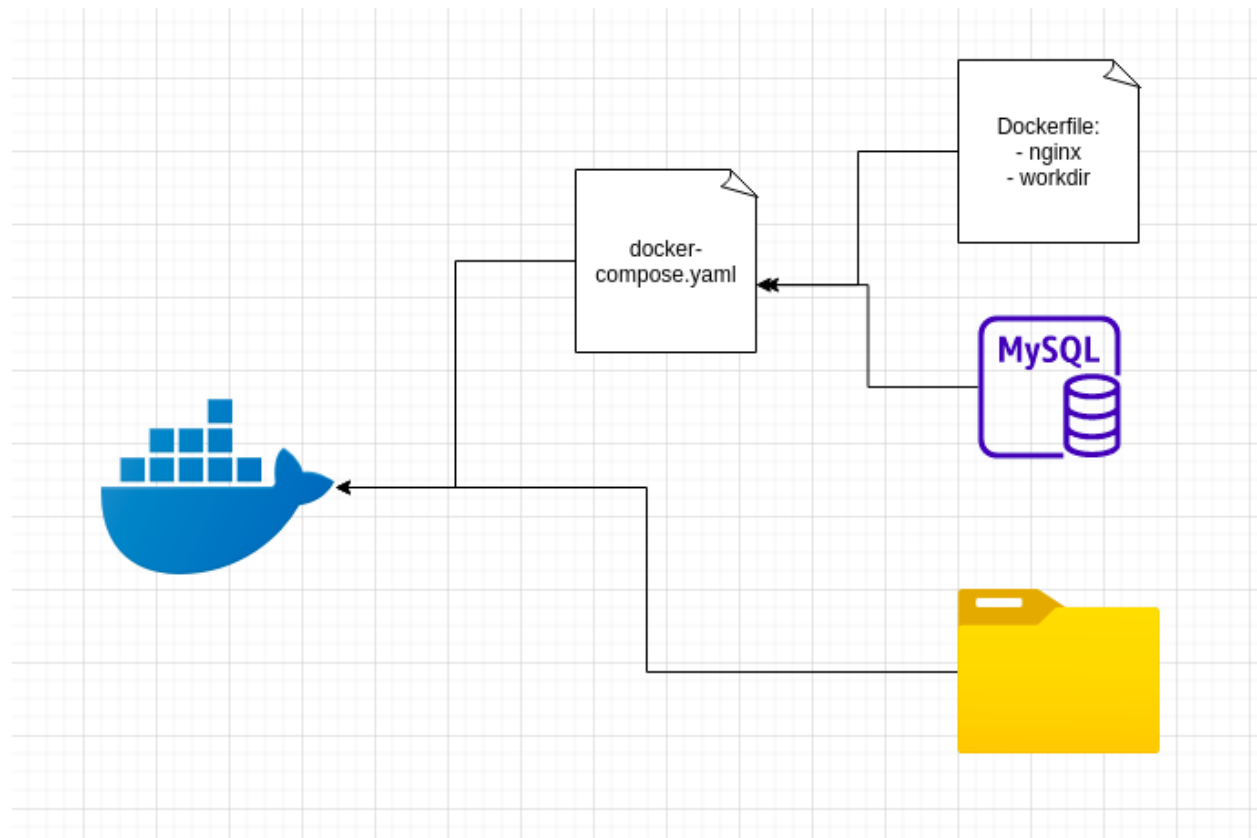 Dockerfile:
- nginx
- workdir
docker-
compose.yaml
MySQL